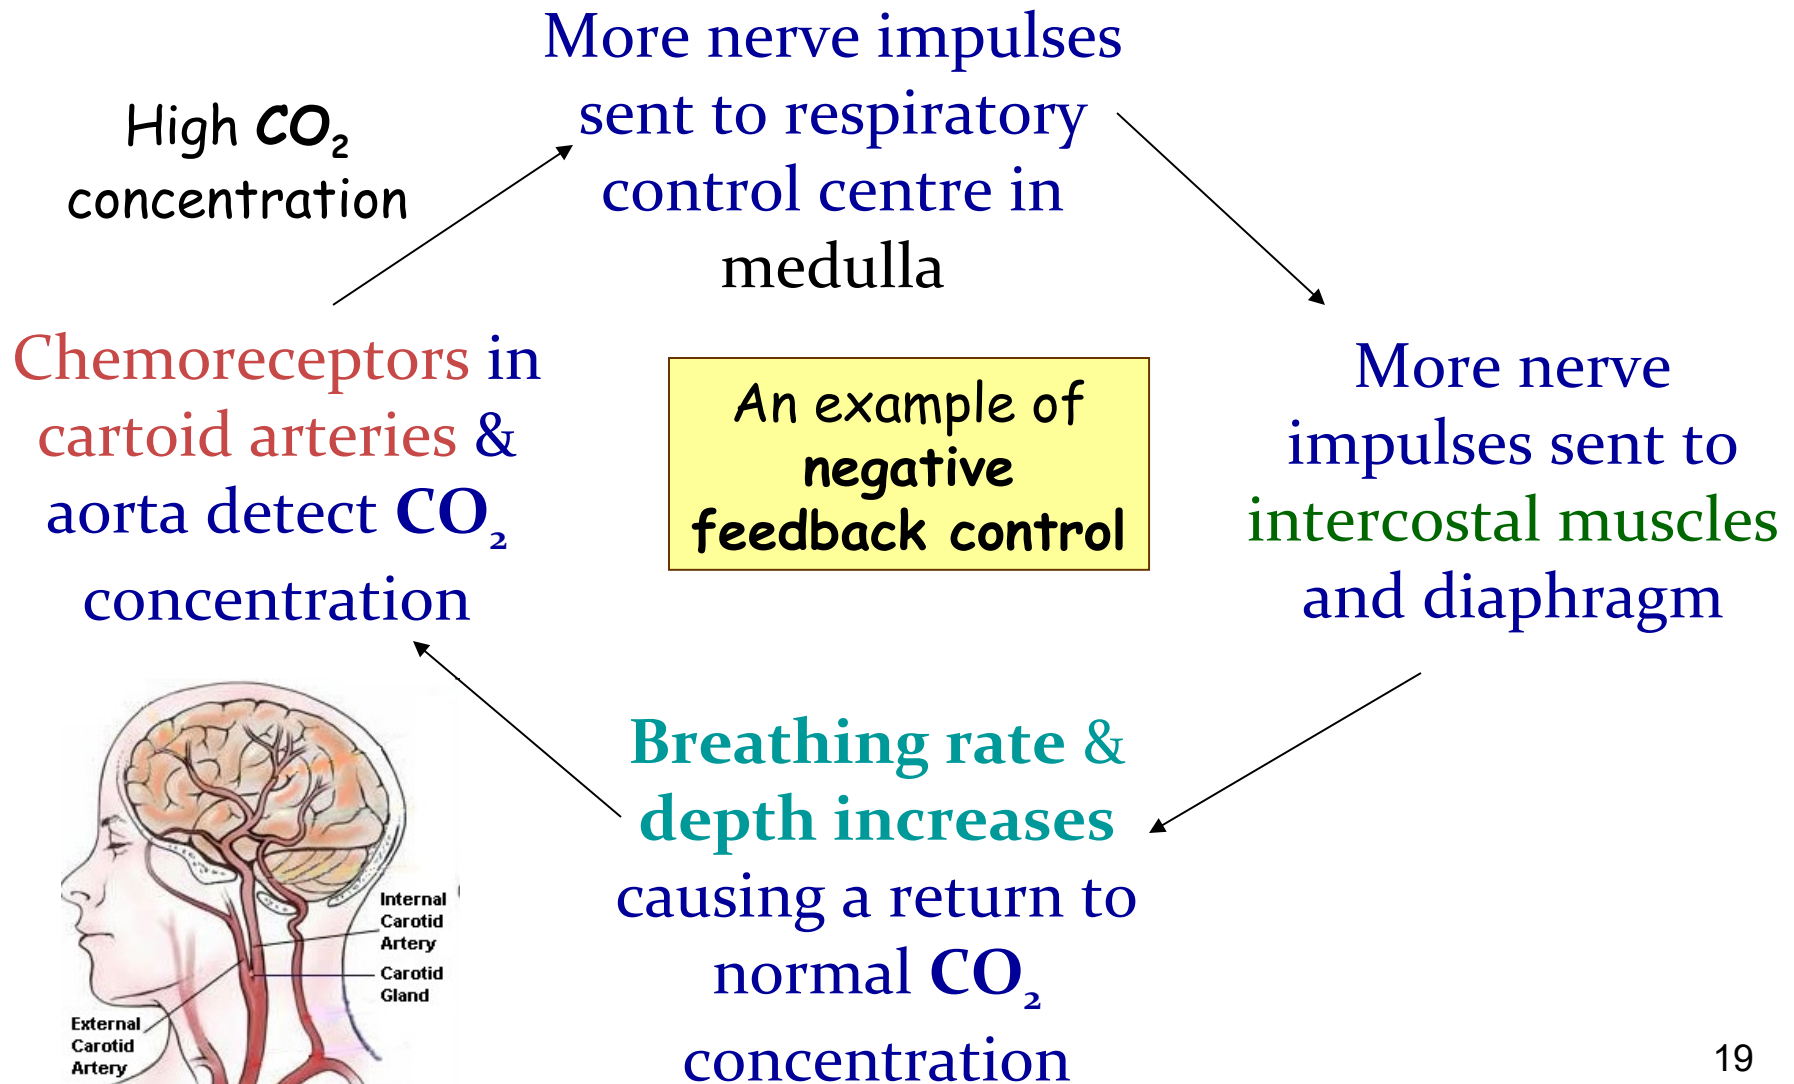 More nerve impulses
sent to respiratory
control centre in
medulla
High CO₂
concentration
Chemoreceptors in
cartoid arteries &
aorta detect CO₂
concentration
An example of
negative
feedback control
More nerve
impulses sent to
intercostal muscles
and diaphragm
Breathing rate &
depth increases
causing a return to
normal CO₂
concentration
Internal
Carotid
Artery
Carotid
Gland
External
Carotid
Artery
19